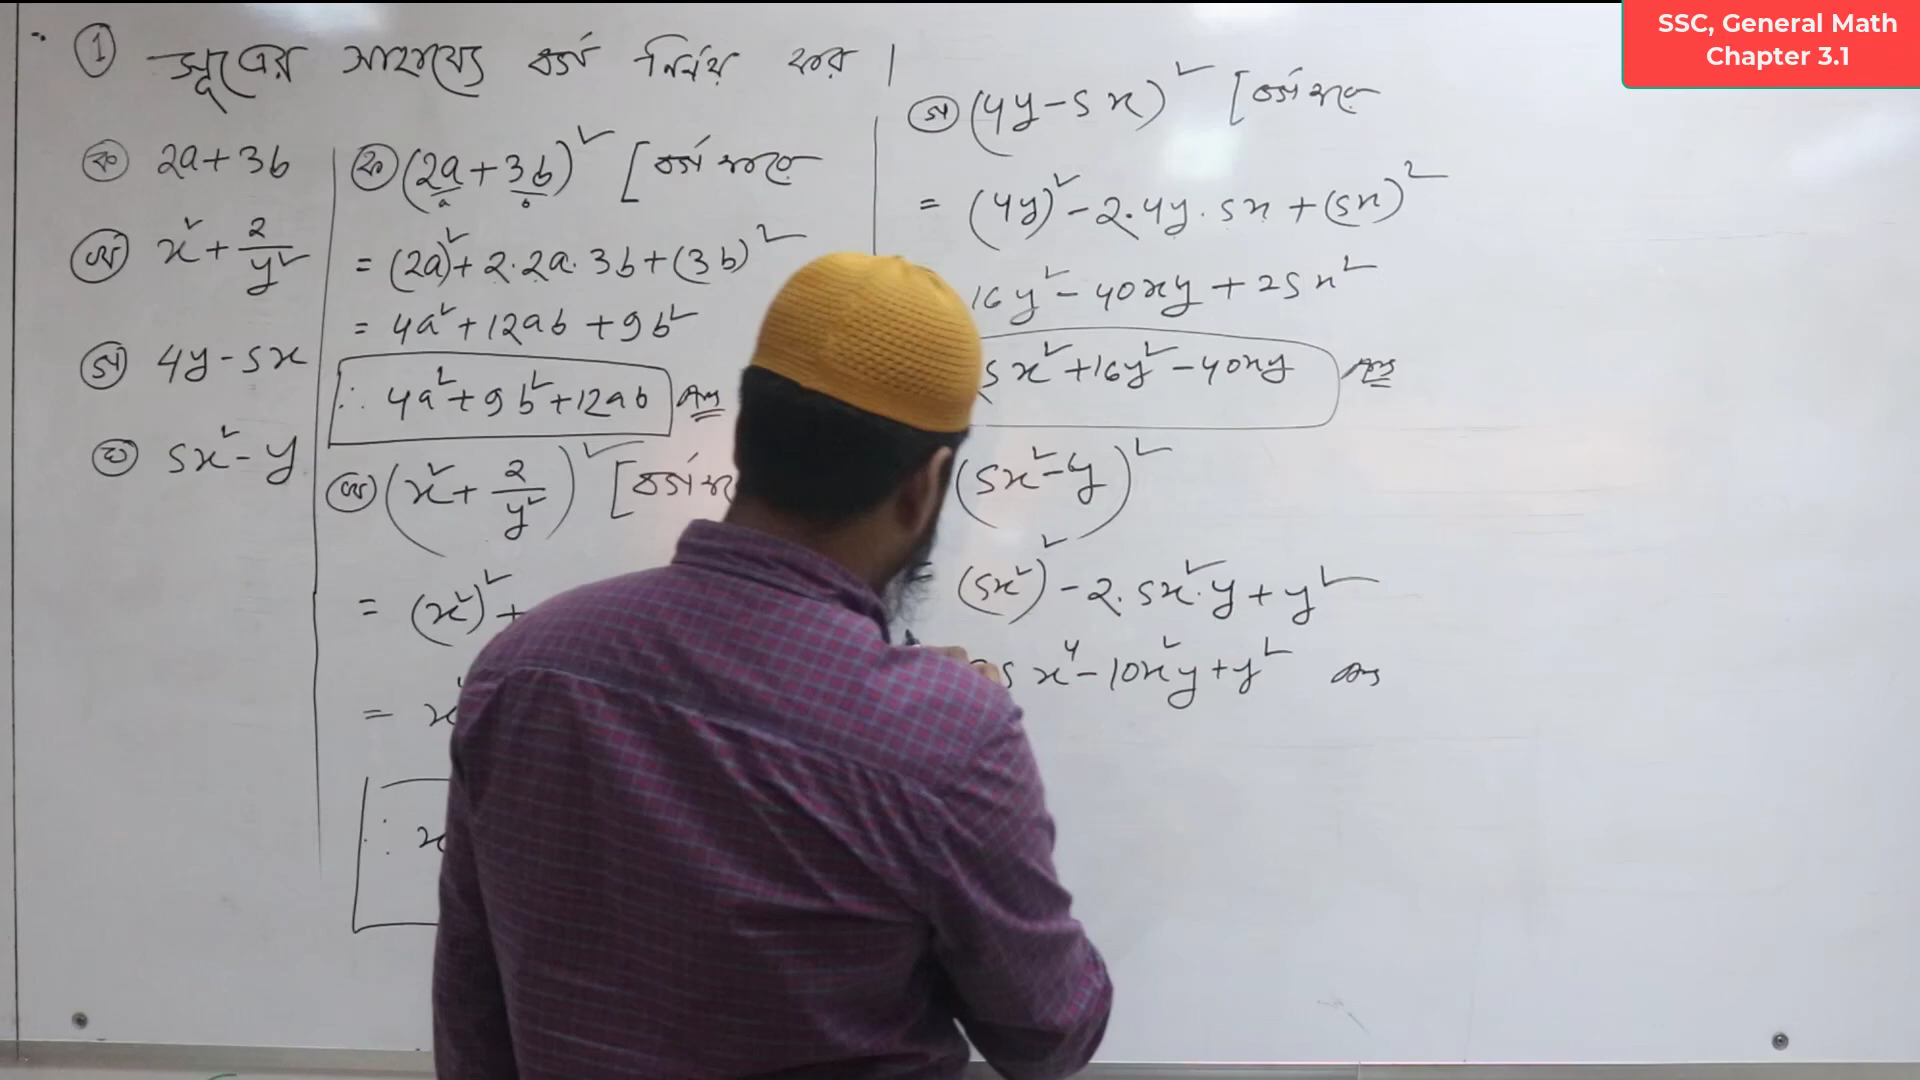 SSC, General Math
Chapter 3.1
① সূত্রের সাহায্যে বর্গ নির্ণয় কর।
ক 2a+3b
খ x²+2/y²
গ 4y-5x
ঘ 5x²-y
ক (2a+3b)² [বর্গ করে
a b
= (2a)²+2.2a.3b+(3b)²
= 4a²+12ab+9b²
∴ 4a²+9b²+12ab Ans
খ (x²+2/y²)² [বর্গ
= (x²)²+
= x
∴ x
গ (4y-5x)² [বর্গ করে
= (4y)²-2.4y.5x+(5x)²
16y²-40xy+25x²
5x²+16y²-40xy Ans
(5x²-y)²
= (5x²)²-2.5x².y+y²
5x⁴-10x²y+y² Ans